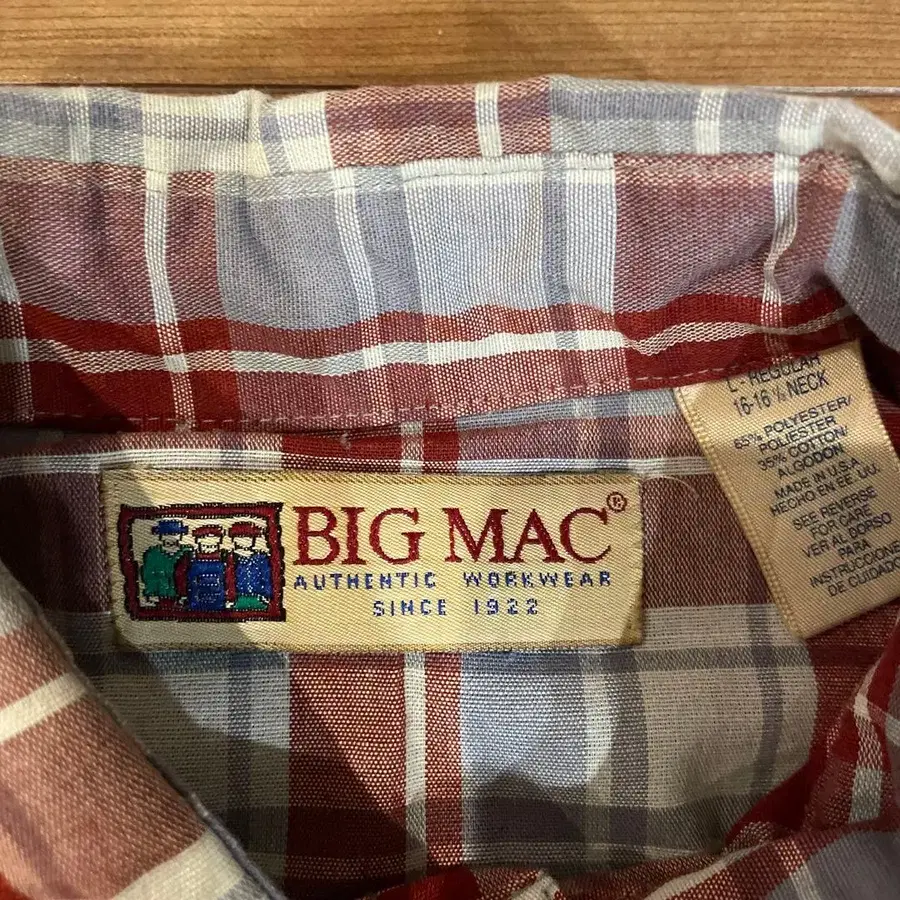 BIG MAC®
AUTHENTIC WORKWEAR
SINCE 1922
L-REGULAR
16-16 ½ NECK
65% POLYESTER/
POLIESTER
35% COTTON/
ALGODON
MADE IN U.S.A.
HECHO EN EE. UU.
SEE REVERSE
FOR CARE
VER AL DORSO
PARA
INSTRUCCIONES
DE CUIDADO